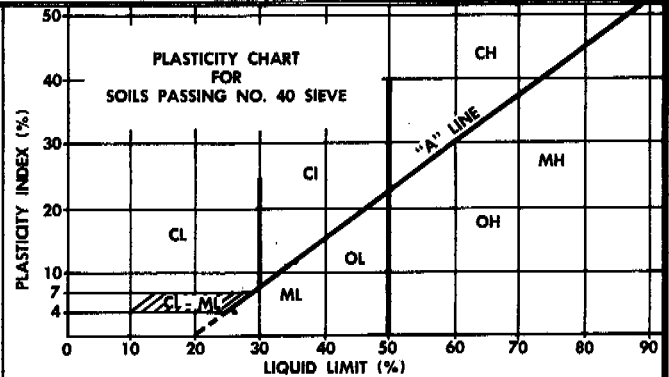 50
PLASTICITY CHART
FOR
SOILS PASSING NO. 40 SIEVE
CH
40
"A" LINE
30
MH
CI
20
CL
OH
OL
10
7
CL - ML
ML
4
0 10 20 30 40 50 60 70 80 90
LIQUID LIMIT (%)
PLASTICITY INDEX (%)